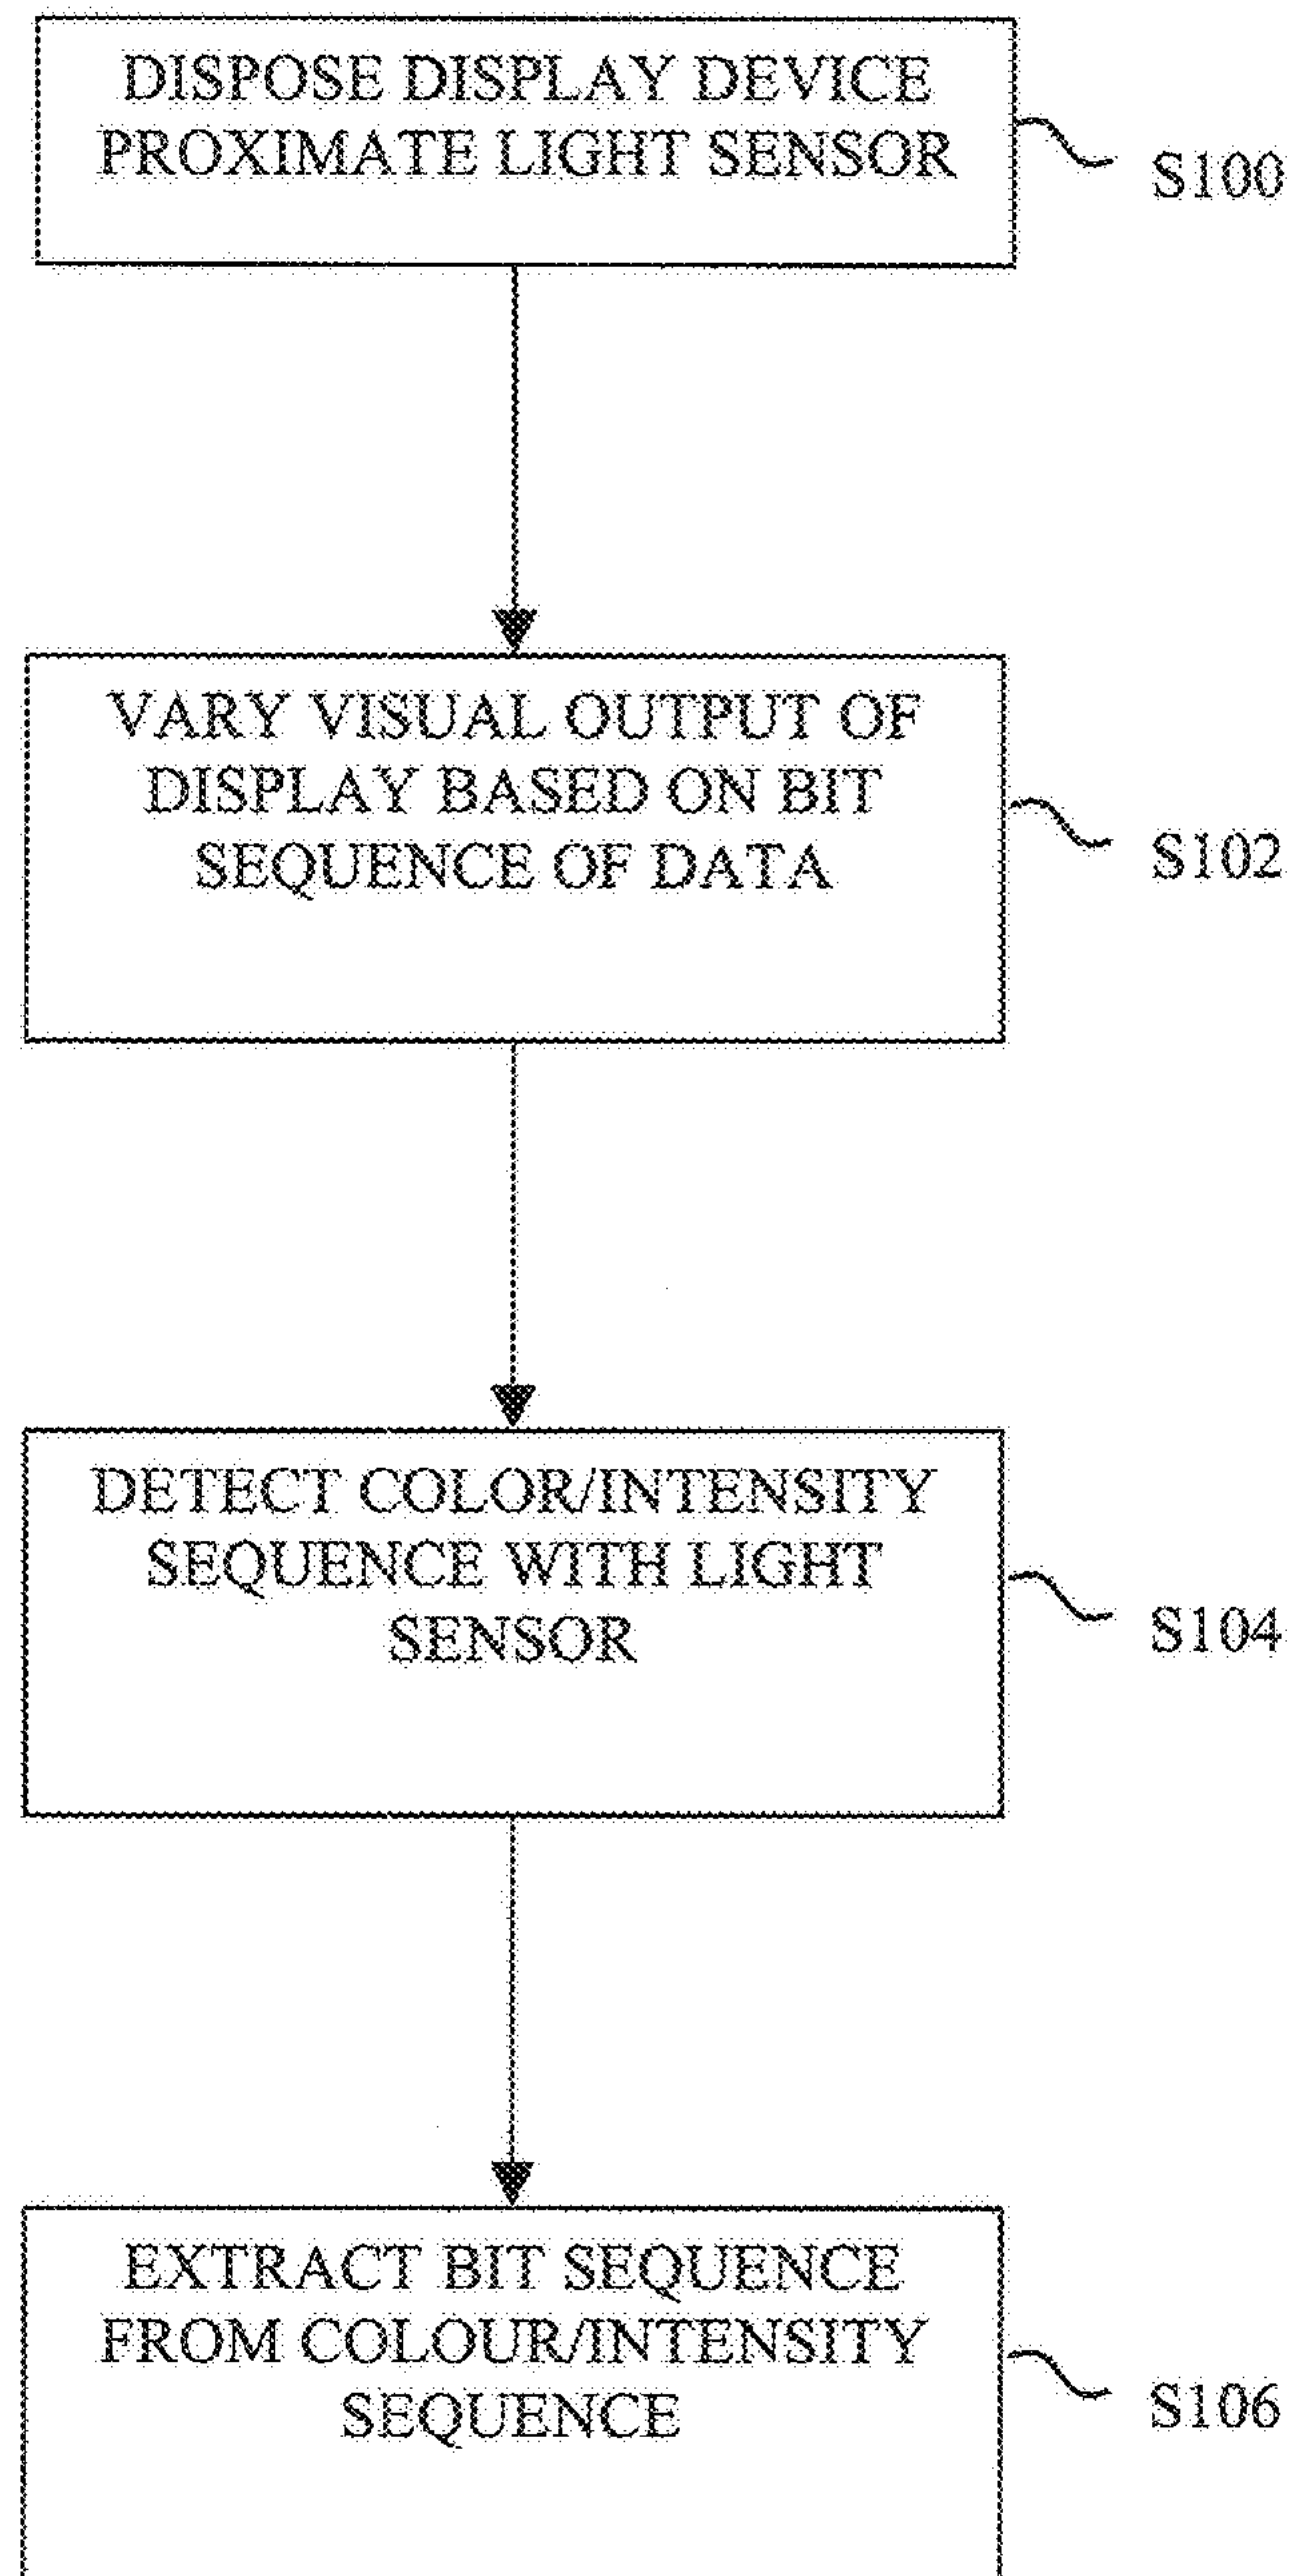 DISPOSE DISPLAY DEVICE
PROXIMATE LIGHT SENSOR
S100
VARY VISUAL OUTPUT OF
DISPLAY BASED ON BIT
SEQUENCE OF DATA
S102
DETECT COLOR/INTENSITY
SEQUENCE WITH LIGHT
SENSOR
S104
EXTRACT BIT SEQUENCE
FROM COLOUR/INTENSITY
SEQUENCE
S106